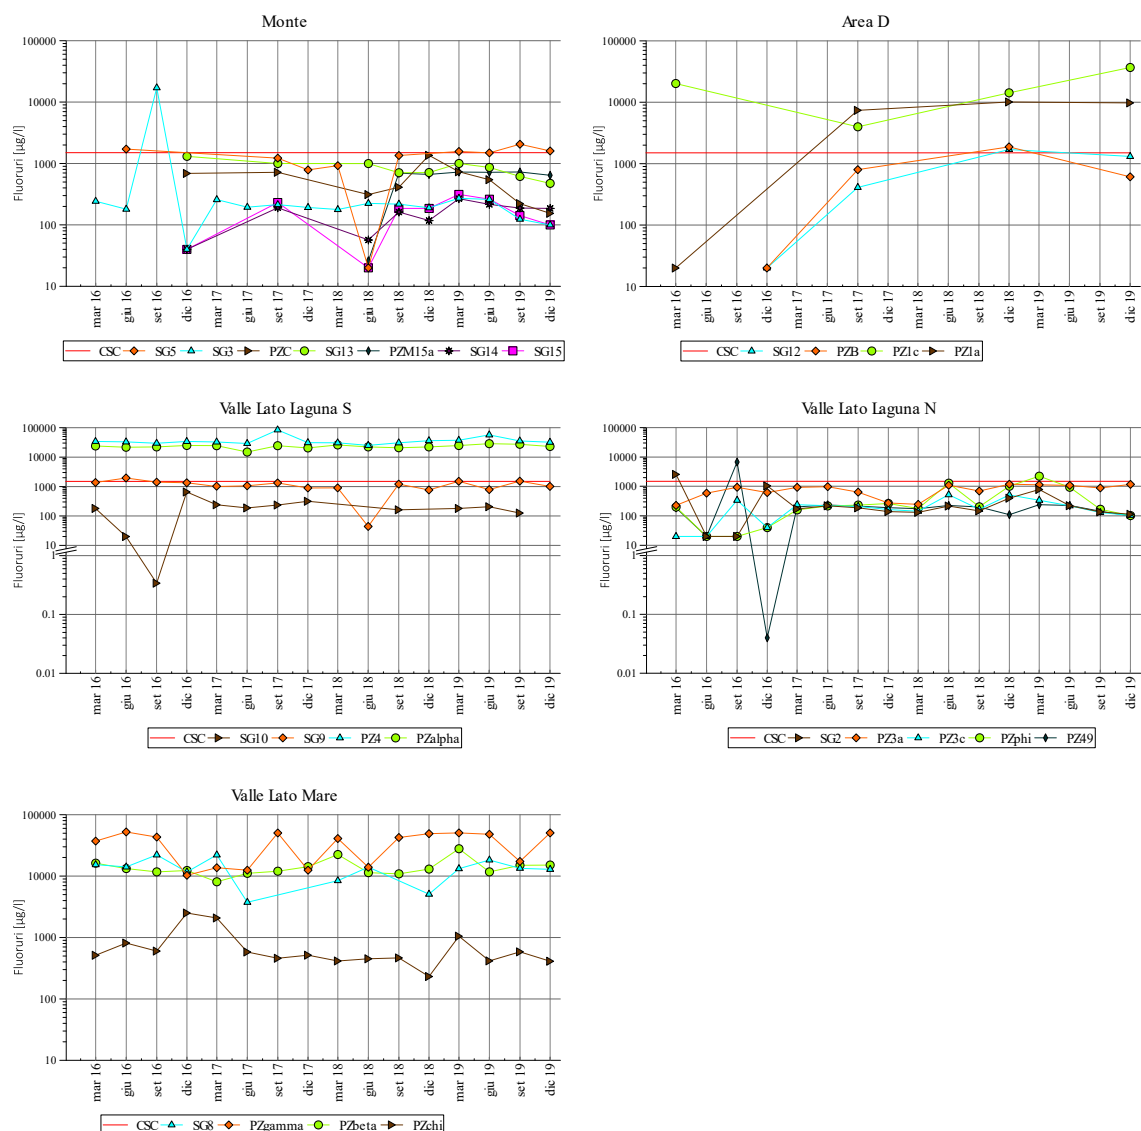 Monte
Fluoruri [µg/l]
100000
10000
1000
100
10
mar 16
giu 16
set 16
dic 16
mar 17
giu 17
set 17
dic 17
mar 18
giu 18
set 18
dic 18
mar 19
giu 19
set 19
dic 19
CSC SG5 SG3 PZC SG13 PZM15a SG14 SG15
Area D
Fluoruri [µg/l]
100000
10000
1000
100
10
mar 16
giu 16
set 16
dic 16
mar 17
giu 17
set 17
dic 17
mar 18
giu 18
set 18
dic 18
mar 19
giu 19
set 19
dic 19
CSC SG12 PZB PZ1c PZ1a
Valle Lato Laguna S
Fluoruri [µg/l]
100000
10000
1000
100
10
1
0.1
0.01
mar 16
giu 16
set 16
dic 16
mar 17
giu 17
set 17
dic 17
mar 18
giu 18
set 18
dic 18
mar 19
giu 19
set 19
dic 19
CSC SG10 SG9 PZ4 PZalpha
Valle Lato Laguna N
Fluoruri [µg/l]
100000
10000
1000
100
10
1
0.1
0.01
mar 16
giu 16
set 16
dic 16
mar 17
giu 17
set 17
dic 17
mar 18
giu 18
set 18
dic 18
mar 19
giu 19
set 19
dic 19
CSC SG2 PZ3a PZ3c PZphi PZ49
Valle Lato Mare
Fluoruri [µg/l]
100000
10000
1000
100
10
mar 16
giu 16
set 16
dic 16
mar 17
giu 17
set 17
dic 17
mar 18
giu 18
set 18
dic 18
mar 19
giu 19
set 19
dic 19
CSC SG8 PZgamma PZbeta PZchi